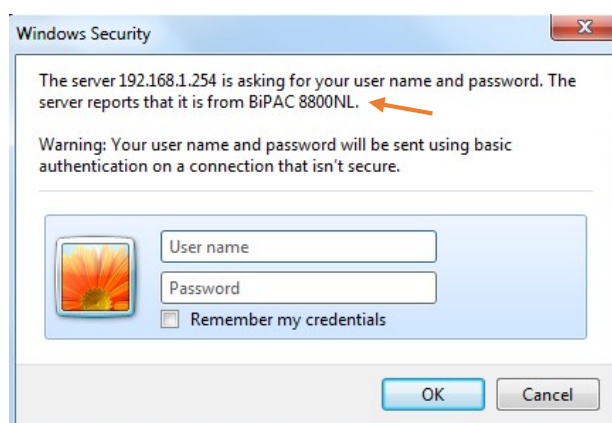 Windows Security
The server 192.168.1.254 is asking for your user name and password. The
server reports that it is from BiPAC 8800NL.
Warning: Your user name and password will be sent using basic
authentication on a connection that isn't secure.
User name
Password
Remember my credentials
OK Cancel